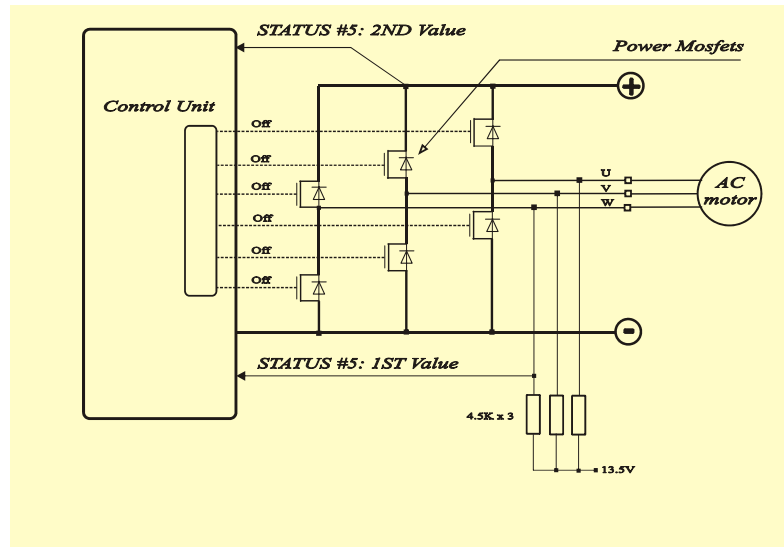 STATUS #5: 2ND Value
Power Mosfets
+
Control Unit
Off
Off
Off
Off
Off
Off
U
V
W
AC
motor
-
STATUS #5: 1ST Value
4.5K x 3
13.5V